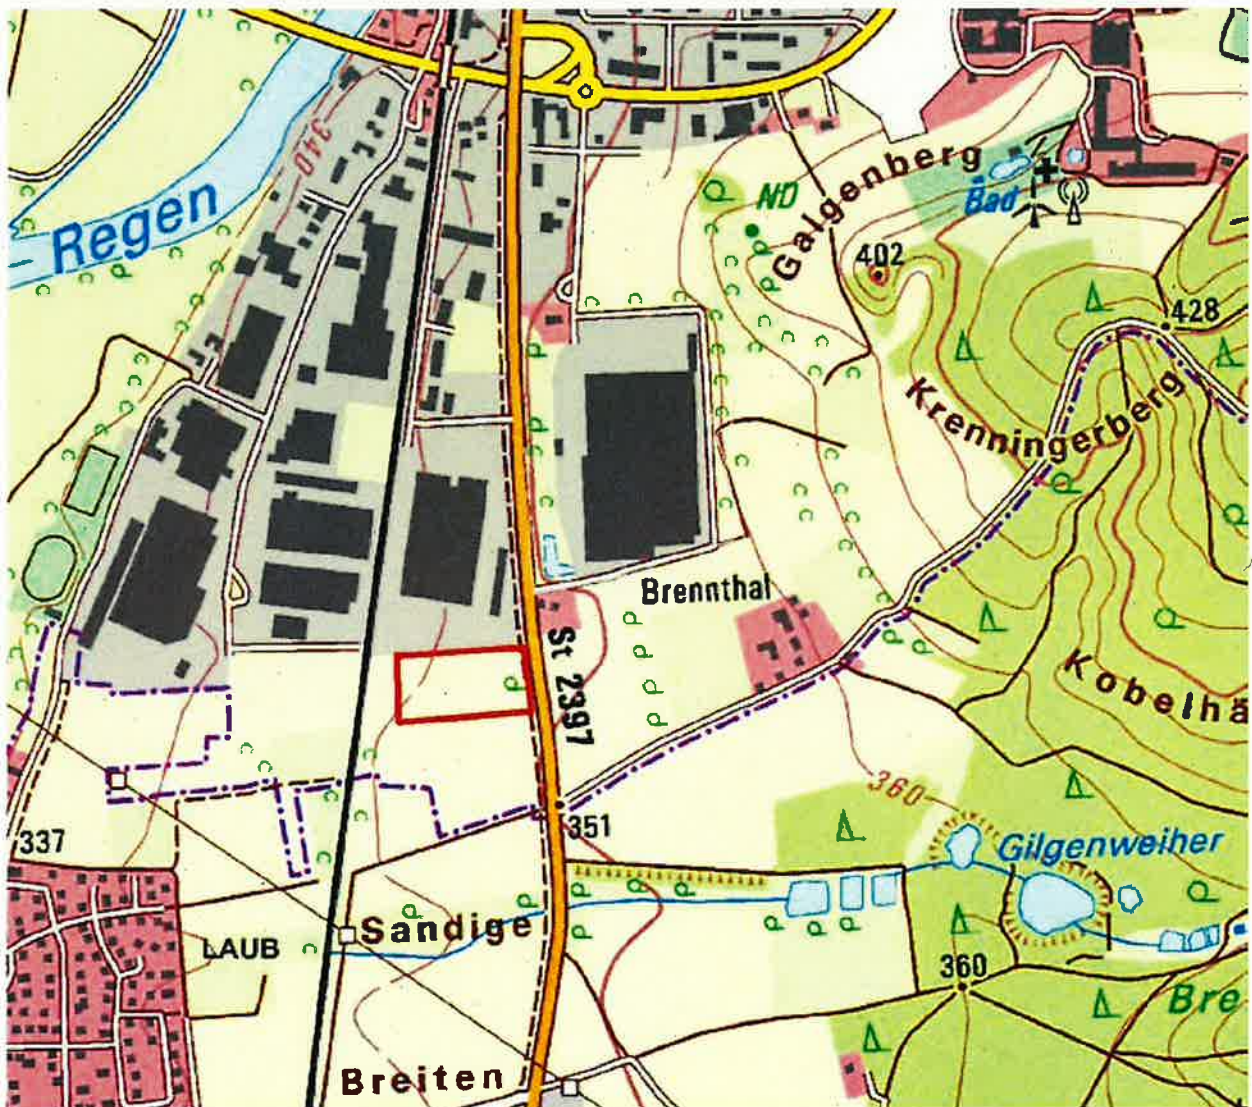 340
Regen
ND
Galgenberg
Bad
402
428
Krenningerberg
Brennthal
St 2397
Kobelhä
360
351
337
Gilgenweiher
Sandige
LAUB
360
Bre
Breiten